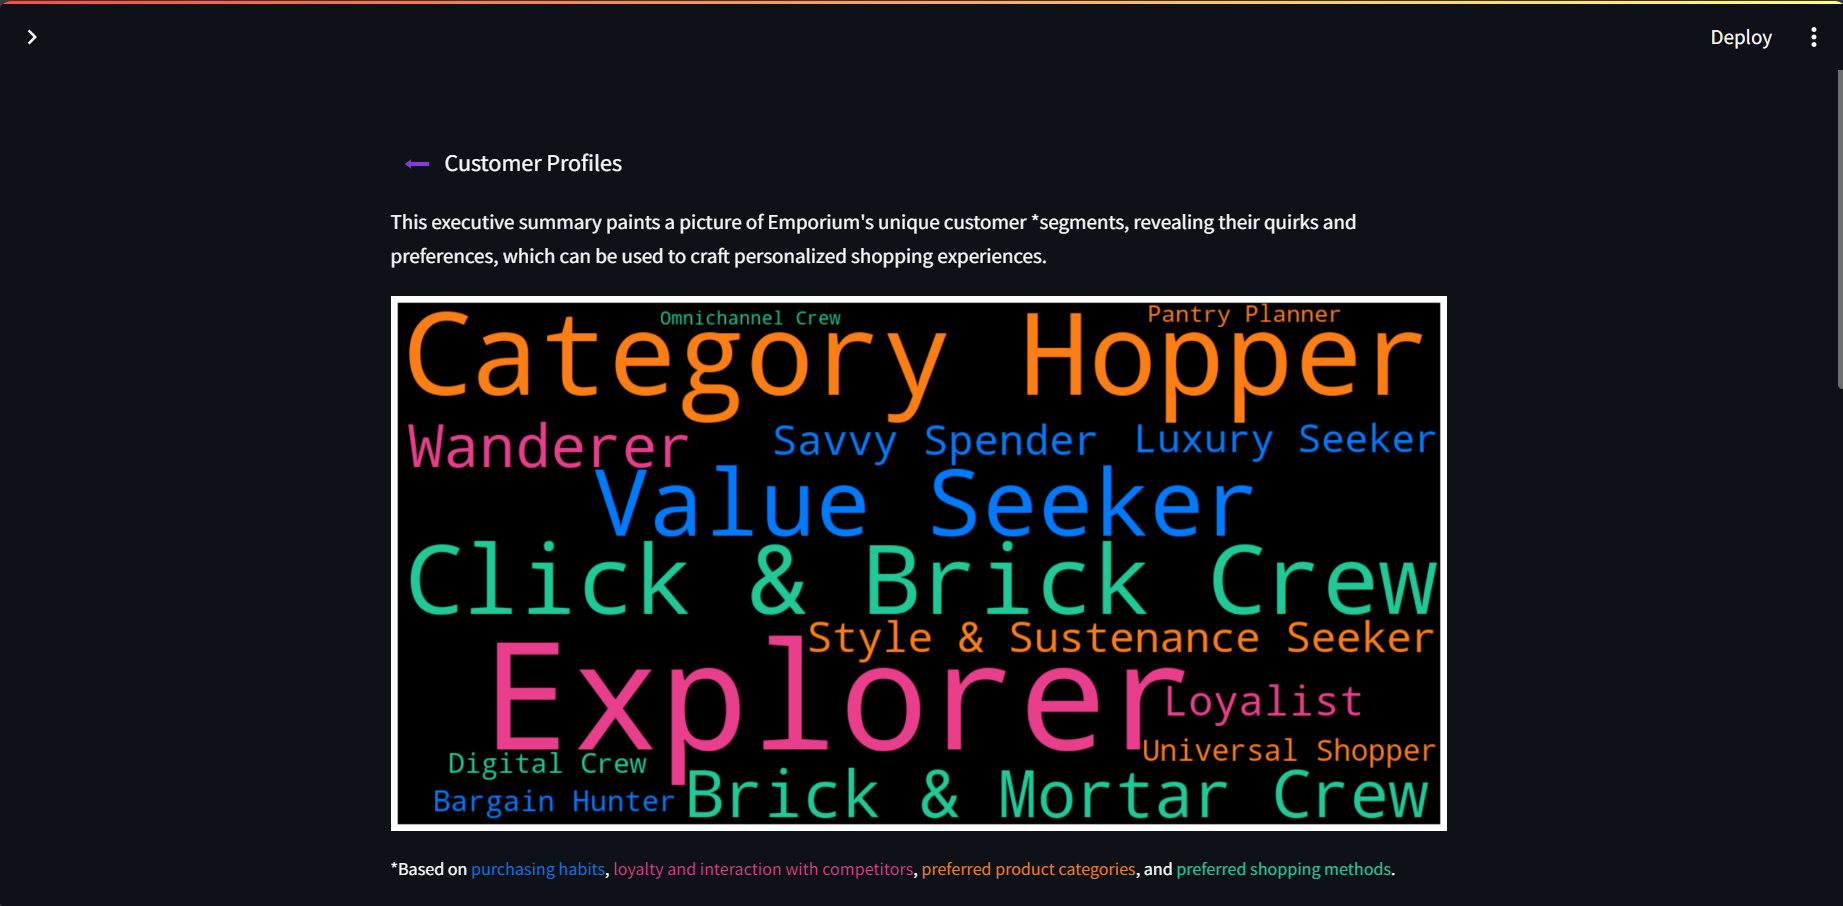 Deploy
Customer Profiles
This executive summary paints a picture of Emporium's unique customer *segments, revealing their quirks and
preferences, which can be used to craft personalized shopping experiences.
Omnichannel Crew
Pantry Planner
Category Hopper
Wanderer
Savvy Spender
Luxury Seeker
Value Seeker
Click & Brick Crew
Style & Sustenance Seeker
Explorer
Loyalist
Universal Shopper
Digital Crew
Bargain Hunter
Brick & Mortar Crew
*Based on purchasing habits, loyalty and interaction with competitors, preferred product categories, and preferred shopping methods.